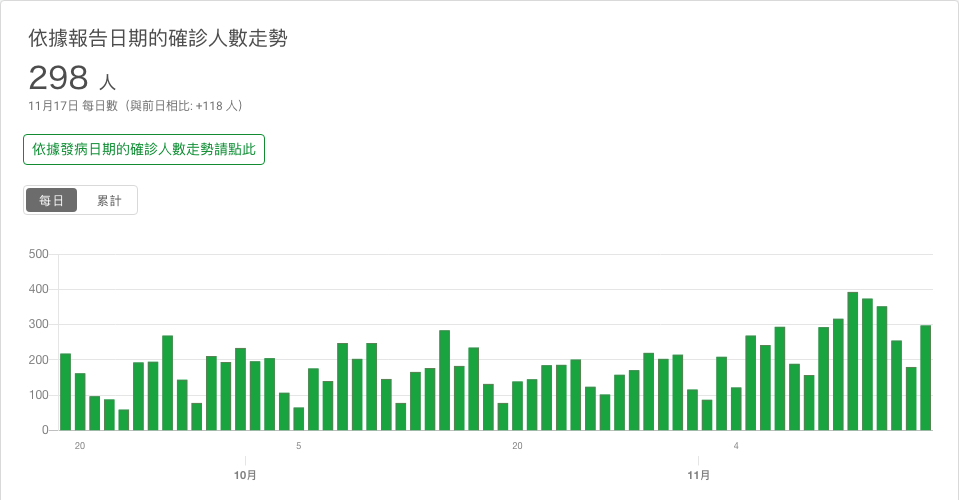 依據報告日期的確診人數走勢
298 人
11月17日 每日數（與前日相比: +118 人）
依據發病日期的確診人數走勢請點此
每日 累計
500
400
300
200
100
0
20 5 20 4
10月 11月